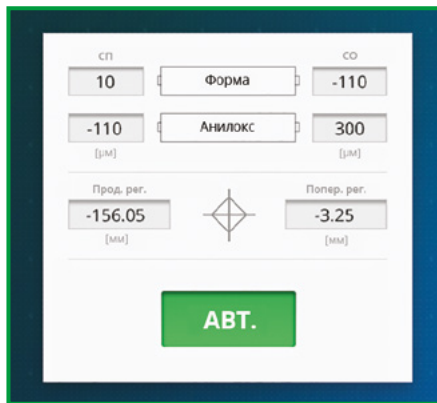 сп со
10 Форма -110
-110 Анилокс 300
[µм] [µм]
Прод. рег. Попер. рег.
-156.05 -3.25
[мм] [мм]
АВТ.